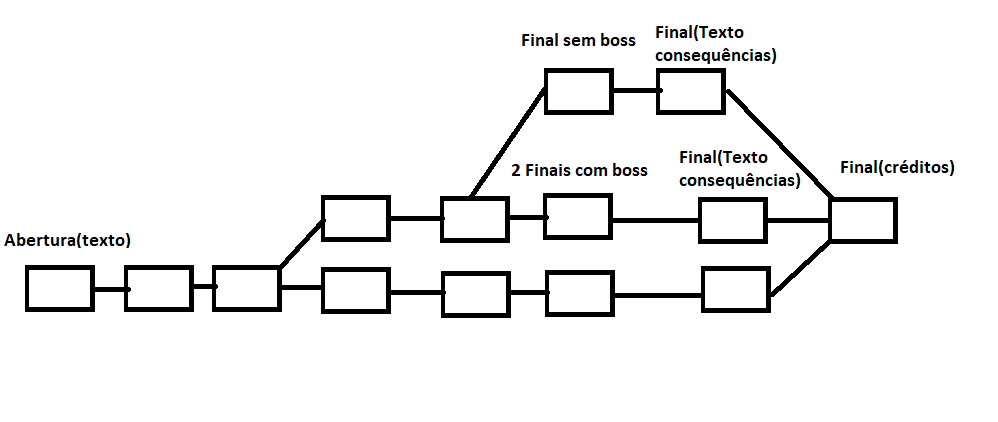 Final sem boss
Final(Texto
consequências)
2 Finais com boss
Final(Texto
consequências)
Final(créditos)
Abertura(texto)